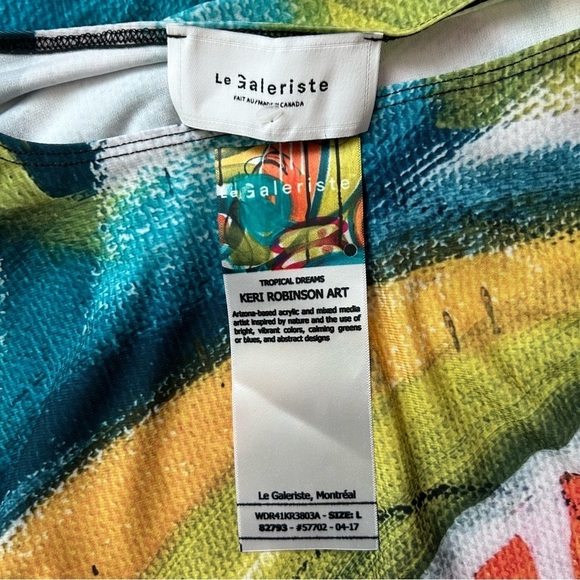 Le Galeriste
FAIT AU/MADE IN CANADA
Le Galeriste
TROPICAL DREAMS
KERI ROBINSON ART
Arizona-based acrylic and mixed media
artist inspired by nature and the use of
bright, vibrant colors, calming greens
or blues, and abstract designs
Le Galeriste, Montréal
WDR41KR3803A - SIZE: L
82793 - #57702 - 04-17